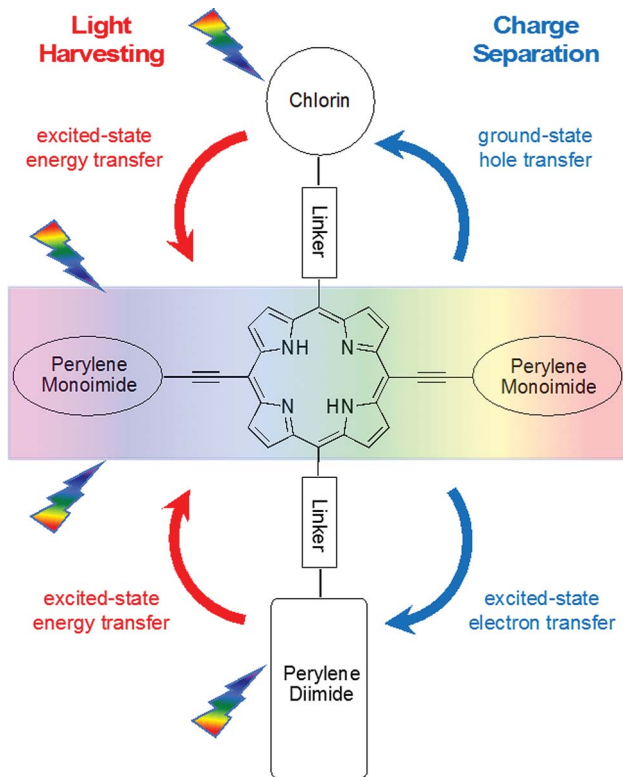 Light
Harvesting
Charge
Separation
Chlorin
excited-state
energy transfer
ground-state
hole transfer
Linker
Perylene
Monoimide
NH
N
N
HN
Perylene
Monoimide
Linker
excited-state
energy transfer
excited-state
electron transfer
Perylene
Diimide